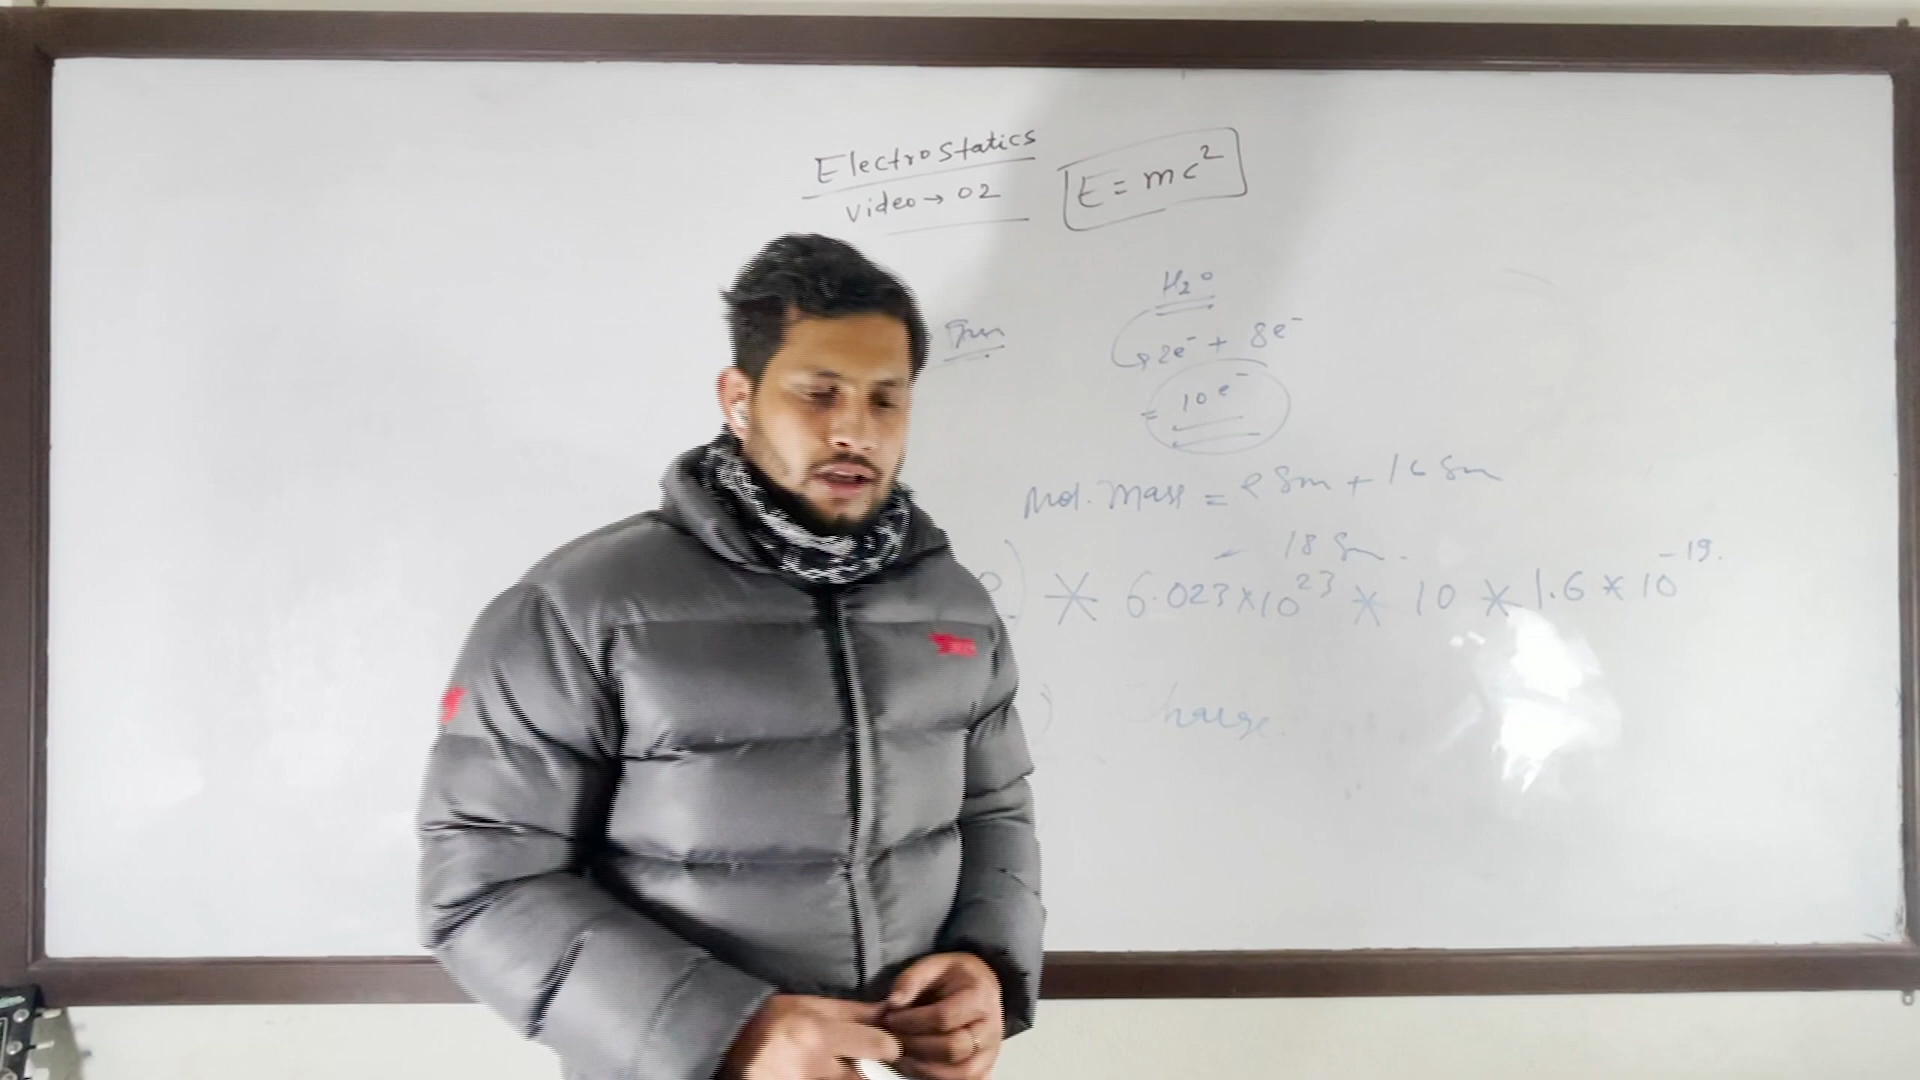 Electrostatics
Video → 02
E = mc²
H₂O
2e⁻ + 8e⁻
= 10e⁻
Mol. Mass = 2 gm + 16 gm
18 gm.
) * 6.023×10²³ * 10 * 1.6 * 10⁻¹⁹.
)